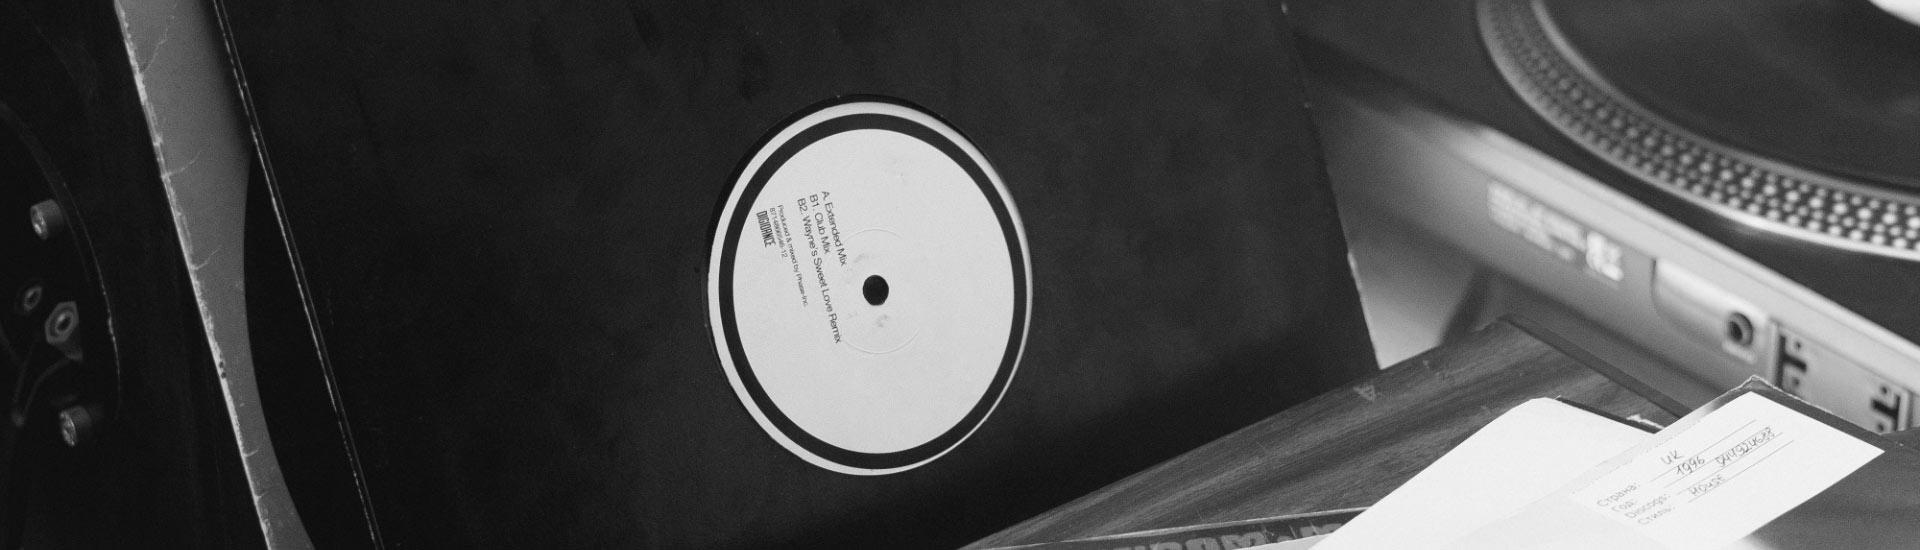 A. Extended Mix
B1. Club Mix
B2. Wayne's Sweet Love Remix
Produced & mixed by Phase Inc.
DIGIDANCE
Страна: UK
Год: 1996
Discogs:
Стиль: HOUSE